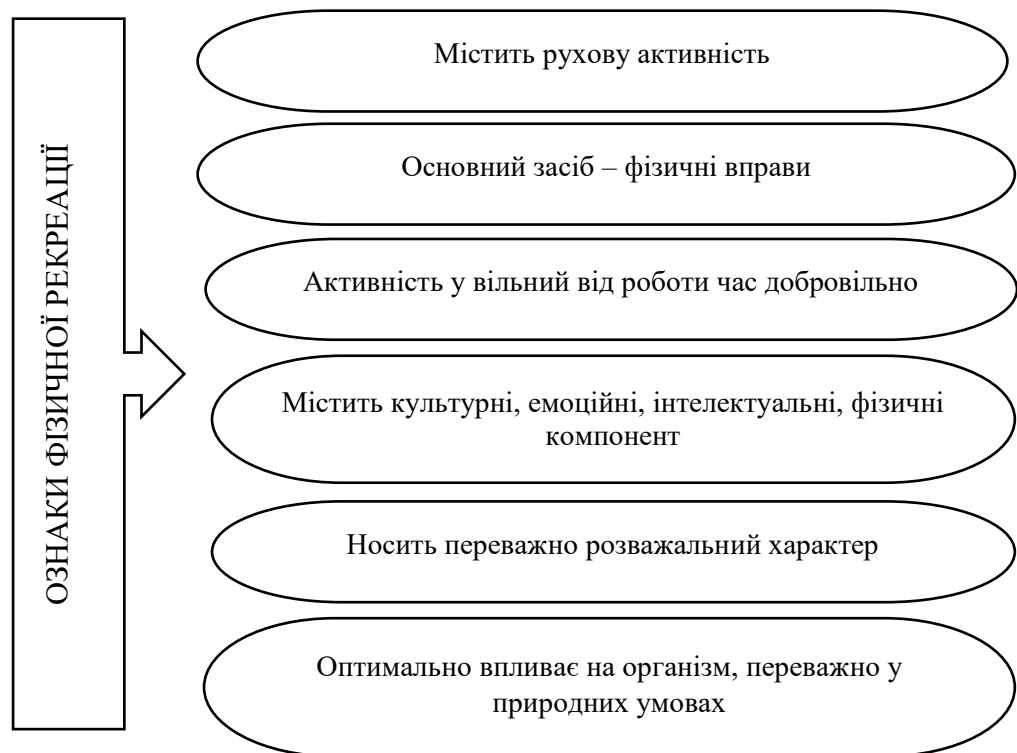 ОЗНАКИ ФІЗИЧНОЇ РЕКРЕАЦІЇ
Містить рухову активність
Основний засіб – фізичні вправи
Активність у вільний від роботи час добровільно
Містить культурні, емоційні, інтелектуальні, фізичні
компонент
Носить переважно розважальний характер
Оптимально впливає на організм, переважно у
природних умовах